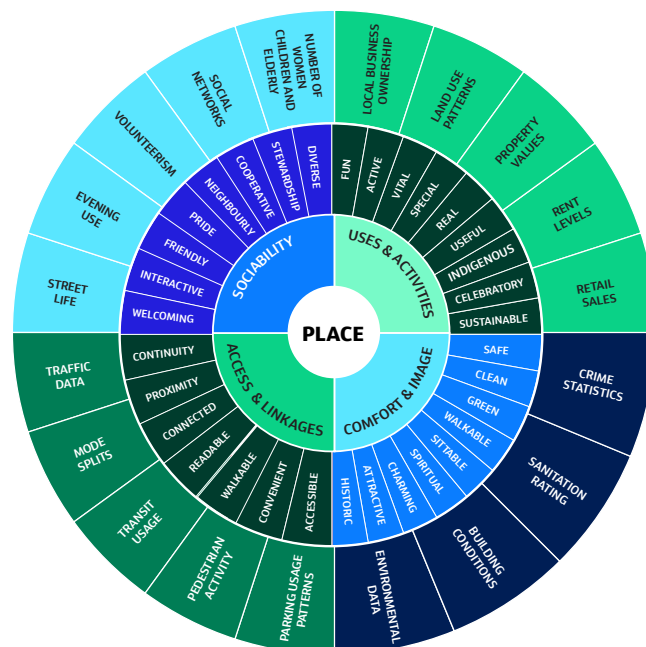 PLACE
SOCIABILITY
USES & ACTIVITIES
ACCESS & LINKAGES
COMFORT & IMAGE
DIVERSE
STEWARDSHIP
COOPERATIVE
NEIGHBOURLY
PRIDE
FRIENDLY
INTERACTIVE
WELCOMING
FUN
ACTIVE
VITAL
SPECIAL
REAL
USEFUL
INDIGENOUS
CELEBRATORY
SUSTAINABLE
SAFE
CLEAN
GREEN
WALKABLE
SITTABLE
SPIRITUAL
CHARMING
ATTRACTIVE
HISTORIC
CONTINUITY
PROXIMITY
CONNECTED
READABLE
WALKABLE
CONVENIENT
ACCESSIBLE
NUMBER OF
WOMEN
CHILDREN AND
ELDERLY
SOCIAL
NETWORKS
VOLUNTEERISM
EVENING
USE
STREET
LIFE
LOCAL BUSINESS
OWNERSHIP
LAND USE
PATTERNS
PROPERTY
VALUES
RENT
LEVELS
RETAIL
SALES
CRIME
STATISTICS
SANITATION
RATING
BUILDING
CONDITIONS
ENVIRONMENTAL
DATA
TRAFFIC
DATA
MODE
SPLITS
TRANSIT
USAGE
PEDESTRIAN
ACTIVITY
PARKING USAGE
PATTERNS